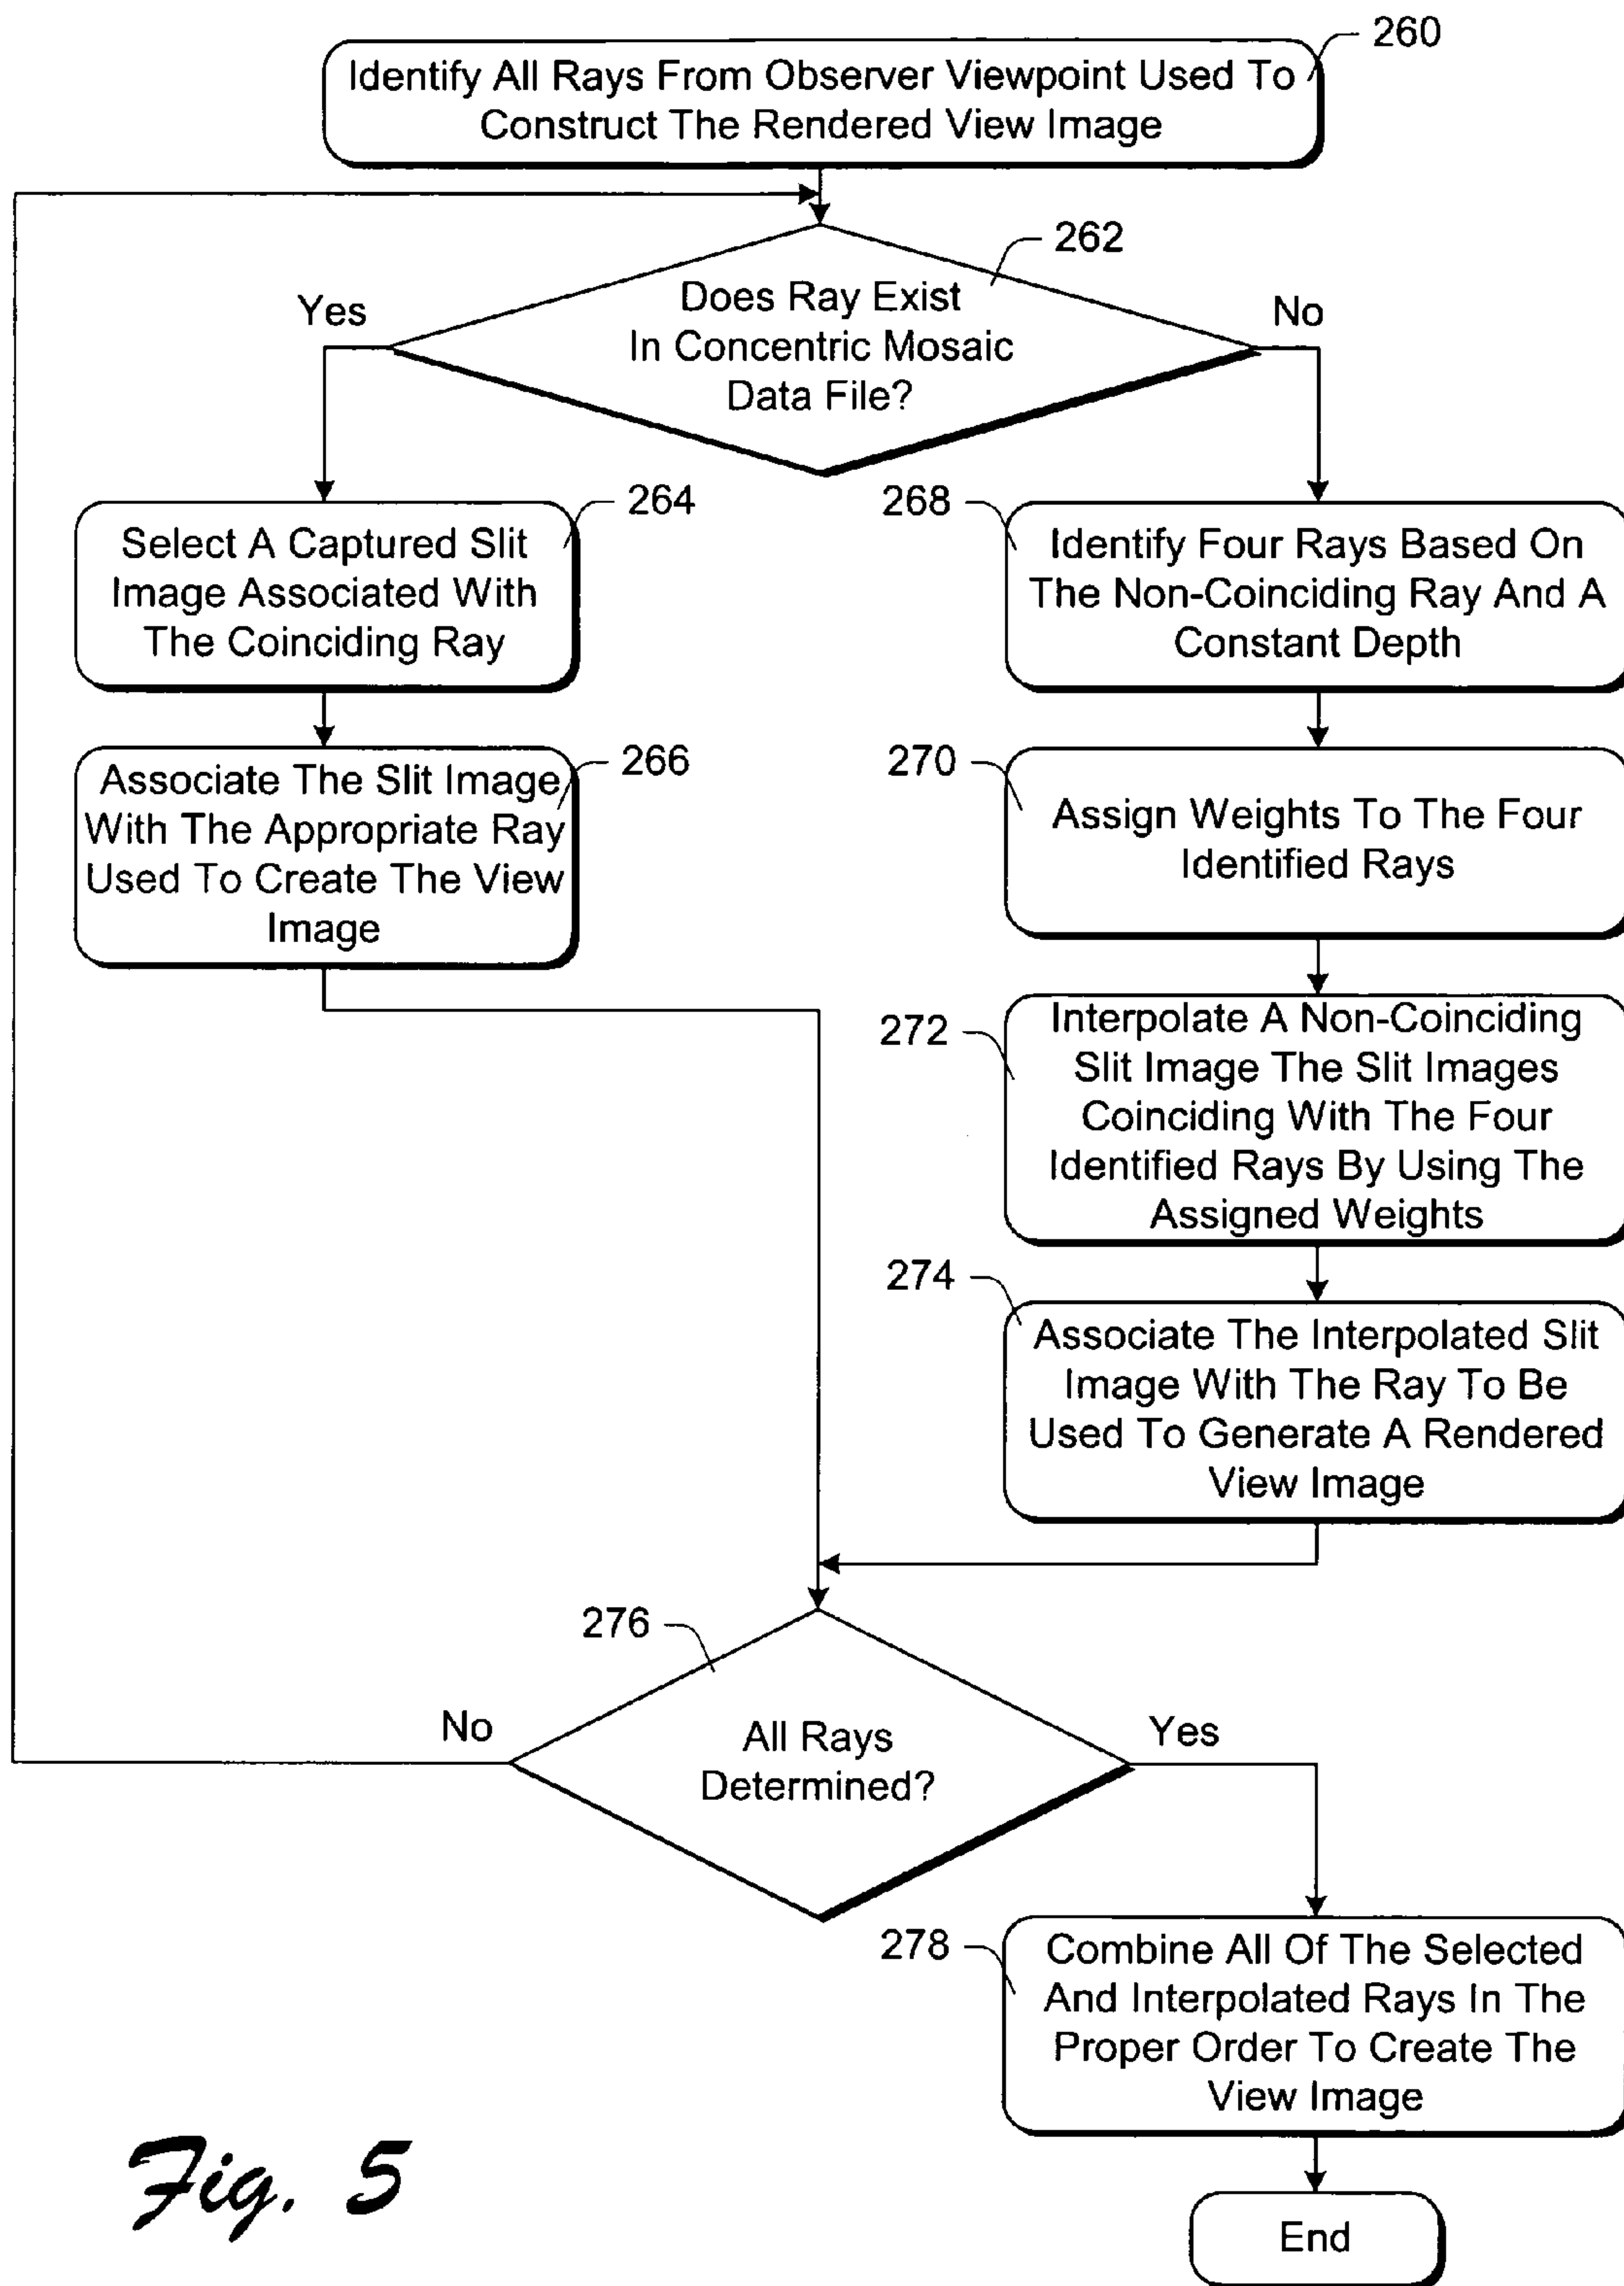 260
Identify All Rays From Observer Viewpoint Used To
Construct The Rendered View Image
262
Does Ray Exist
In Concentric Mosaic
Data File?
Yes
No
264
Select A Captured Slit
Image Associated With
The Coinciding Ray
268
Identify Four Rays Based On
The Non-Coinciding Ray And A
Constant Depth
266
Associate The Slit Image
With The Appropriate Ray
Used To Create The View
Image
270
Assign Weights To The Four
Identified Rays
272
Interpolate A Non-Coinciding
Slit Image The Slit Images
Coinciding With The Four
Identified Rays By Using The
Assigned Weights
274
Associate The Interpolated Slit
Image With The Ray To Be
Used To Generate A Rendered
View Image
276
All Rays
Determined?
No
Yes
278
Combine All Of The Selected
And Interpolated Rays In The
Proper Order To Create The
View Image
End
Fig. 5